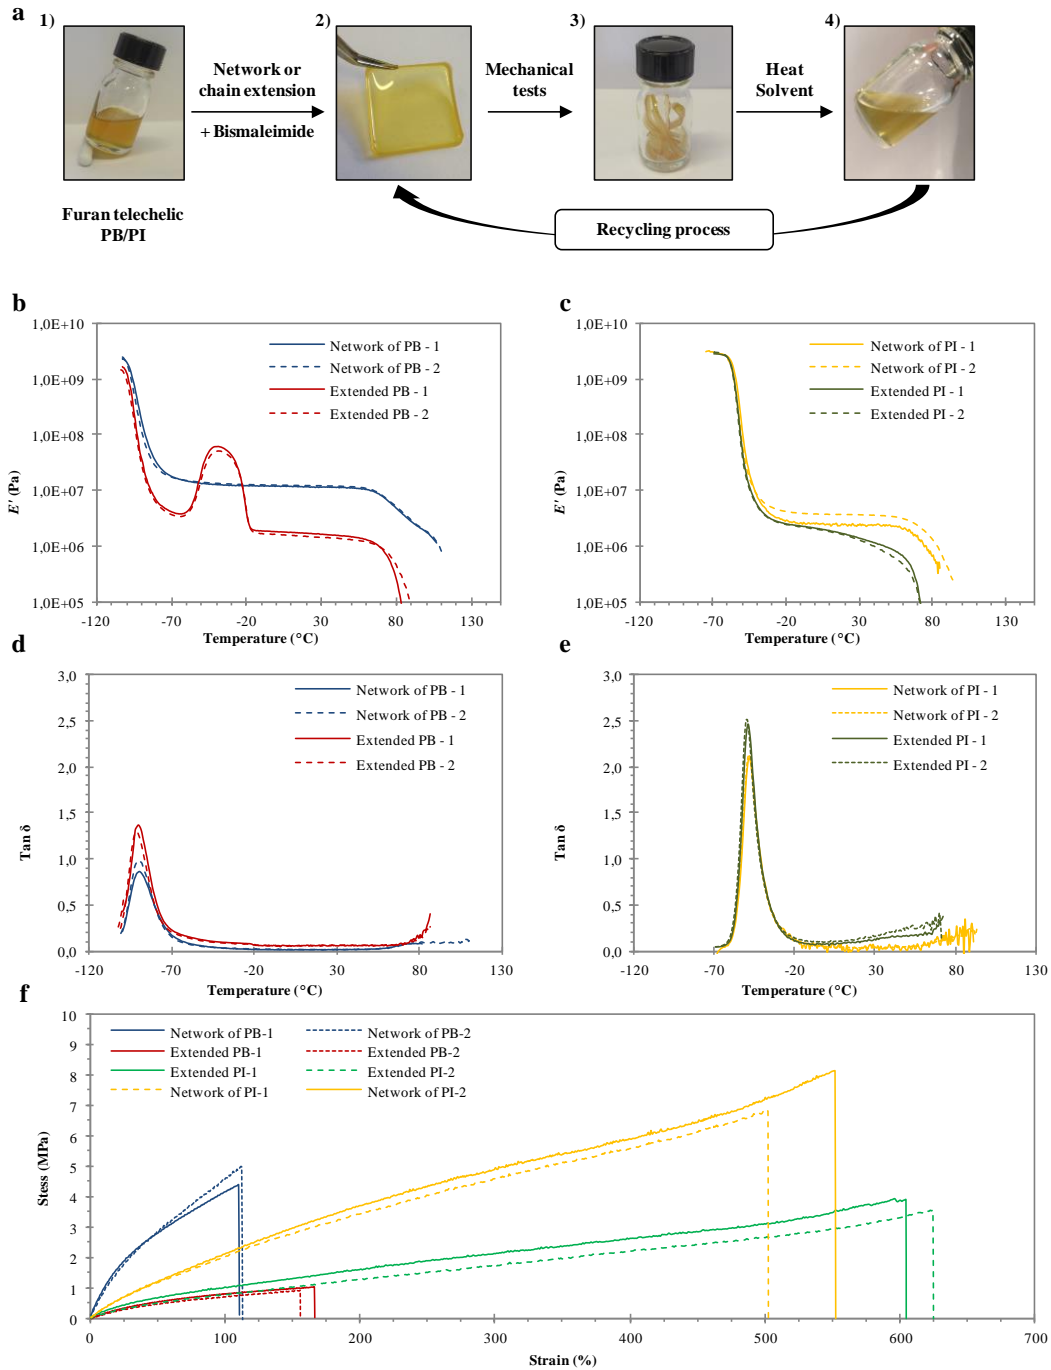 a
1)
2)
3)
4)
Network or
chain extension
+ Bismaleimide
Mechanical
tests
Heat
Solvent
Furan telechelic
PB/PI
Recycling process
b
1,0E+10
1,0E+09
1,0E+08
1,0E+07
1,0E+06
1,0E+05
E' (Pa)
-120
-70
-20
30
80
130
Temperature (°C)
Network of PB - 1
Network of PB - 2
Extended PB - 1
Extended PB - 2
c
1,0E+10
1,0E+09
1,0E+08
1,0E+07
1,0E+06
1,0E+05
E' (Pa)
-120
-70
-20
30
80
130
Temperature (°C)
Network of PI - 1
Network of PI - 2
Extended PI - 1
Extended PI - 2
d
3,0
2,5
2,0
1,5
1,0
0,5
0,0
Tan δ
-120
-70
-20
30
80
130
Temperature (°C)
Network of PB - 1
Network of PB - 2
Extended PB - 1
Extended PB - 2
e
3,0
2,5
2,0
1,5
1,0
0,5
0,0
Tan δ
-120
-70
-20
30
80
130
Temperature (°C)
Network of PI - 1
Network of PI - 2
Extended PI - 1
Extended PI - 2
f
10
9
8
7
6
5
4
3
2
1
0
Stess (MPa)
Network of PB-1
Network of PB-2
Extended PB-1
Extended PB-2
Extended PI-1
Extended PI-2
Network of PI-1
Network of PI-2
0
100
200
300
400
500
600
700
Strain (%)